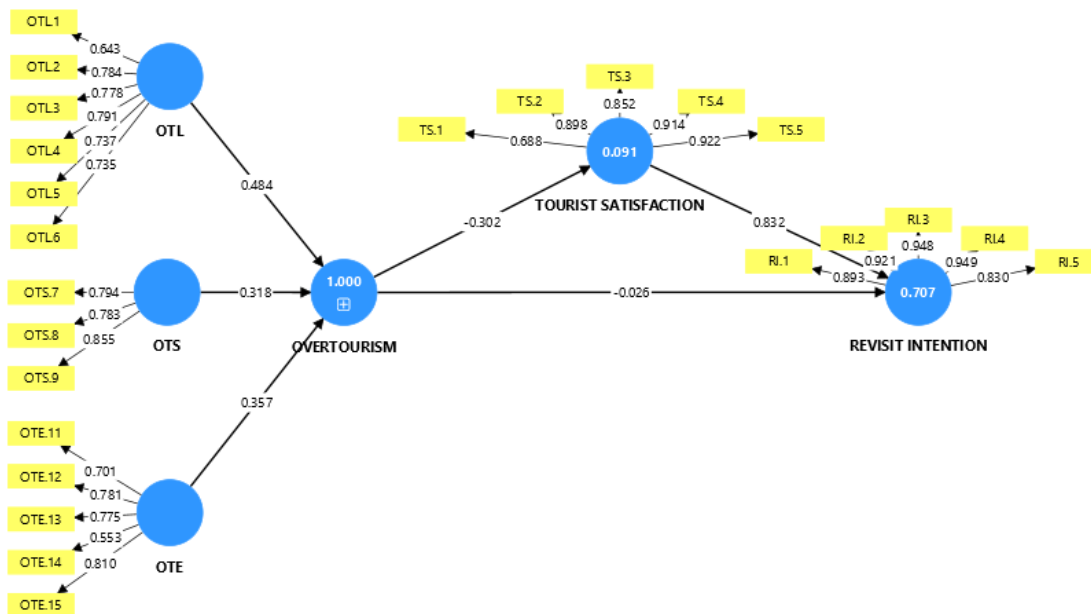 OTL1
OTL2
OTL3
OTL4
OTL5
OTL6
0.643
0.784
0.778
0.791
0.737
0.735
OTL
0.484
OTS.7
OTS.8
OTS.9
0.794
0.783
0.855
OTS
0.318
OTE.11
OTE.12
OTE.13
OTE.14
OTE.15
0.701
0.781
0.775
0.553
0.810
OTE
0.357
1.000
OVERTOURISM
-0.302
-0.026
TS.1
TS.2
TS.3
TS.4
TS.5
0.688
0.898
0.852
0.914
0.922
0.091
TOURIST SATISFACTION
0.832
RI.1
RI.2
RI.3
RI.4
RI.5
0.893
0.921
0.948
0.949
0.830
0.707
REVISIT INTENTION